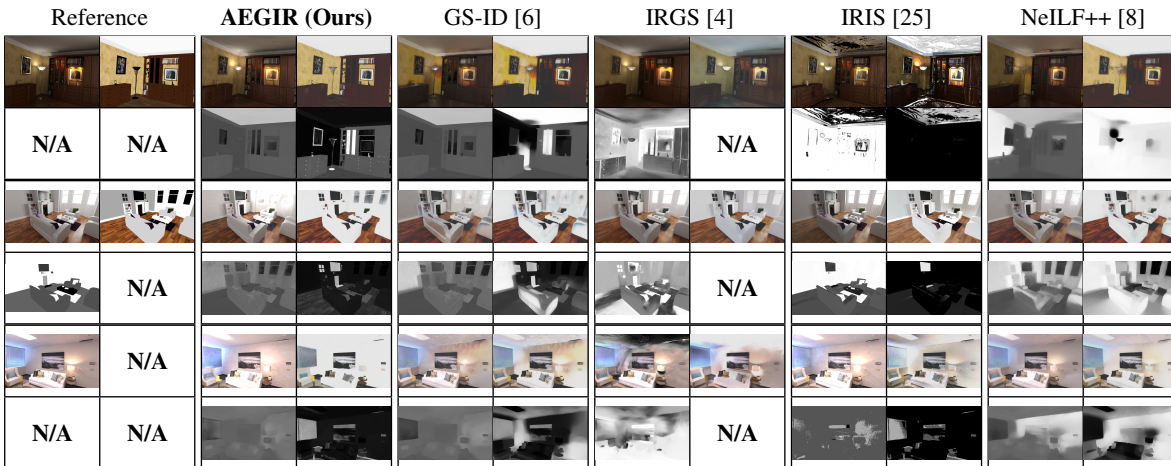 Reference AEGIR (Ours) GS-ID [6] IRGS [4] IRIS [25] NeILF++ [8]
N/A N/A N/A
N/A N/A
N/A
N/A N/A N/A